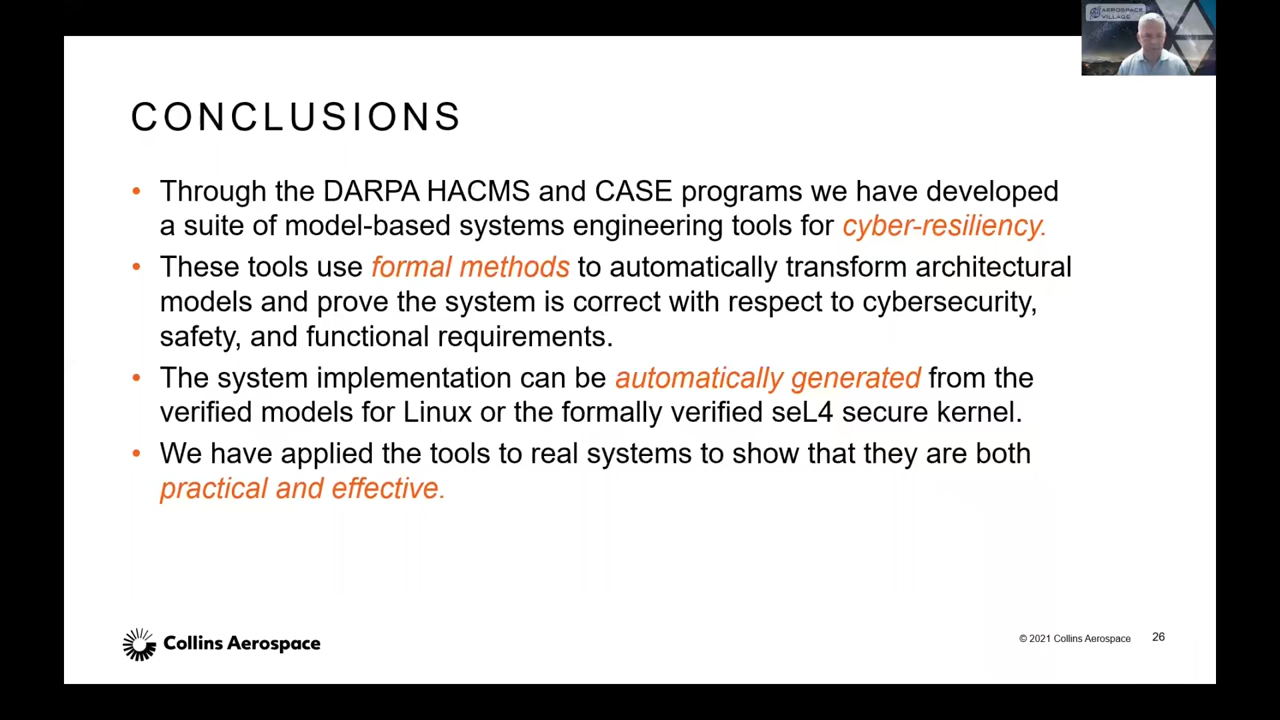 AEROSPACE
VILLAGE
CONCLUSIONS
• Through the DARPA HACMS and CASE programs we have developed
a suite of model-based systems engineering tools for cyber-resiliency.
• These tools use formal methods to automatically transform architectural
models and prove the system is correct with respect to cybersecurity,
safety, and functional requirements.
• The system implementation can be automatically generated from the
verified models for Linux or the formally verified seL4 secure kernel.
• We have applied the tools to real systems to show that they are both
practical and effective.
Collins Aerospace
© 2021 Collins Aerospace 26